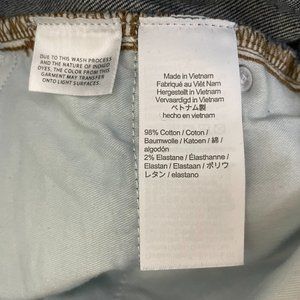 DUE TO THIS WASH PROCESS
AND THE NATURE OF INDIGO
DYES, THE COLOR FROM THIS
GARMENT MAY TRANSFER
ONTO LIGHT SURFACES.
Made in Vietnam
Fabriqué au Viêt Nam
Hergestellt in Vietnam
Vervaardigd in Vietnam
ベトナム製
hecho en vietnam
98% Cotton / Coton /
Baumwolle / Katoen / 綿 /
algodón
2% Elastane / Élasthanne /
Elastan / Elastaan / ポリウ
レタン / elastano